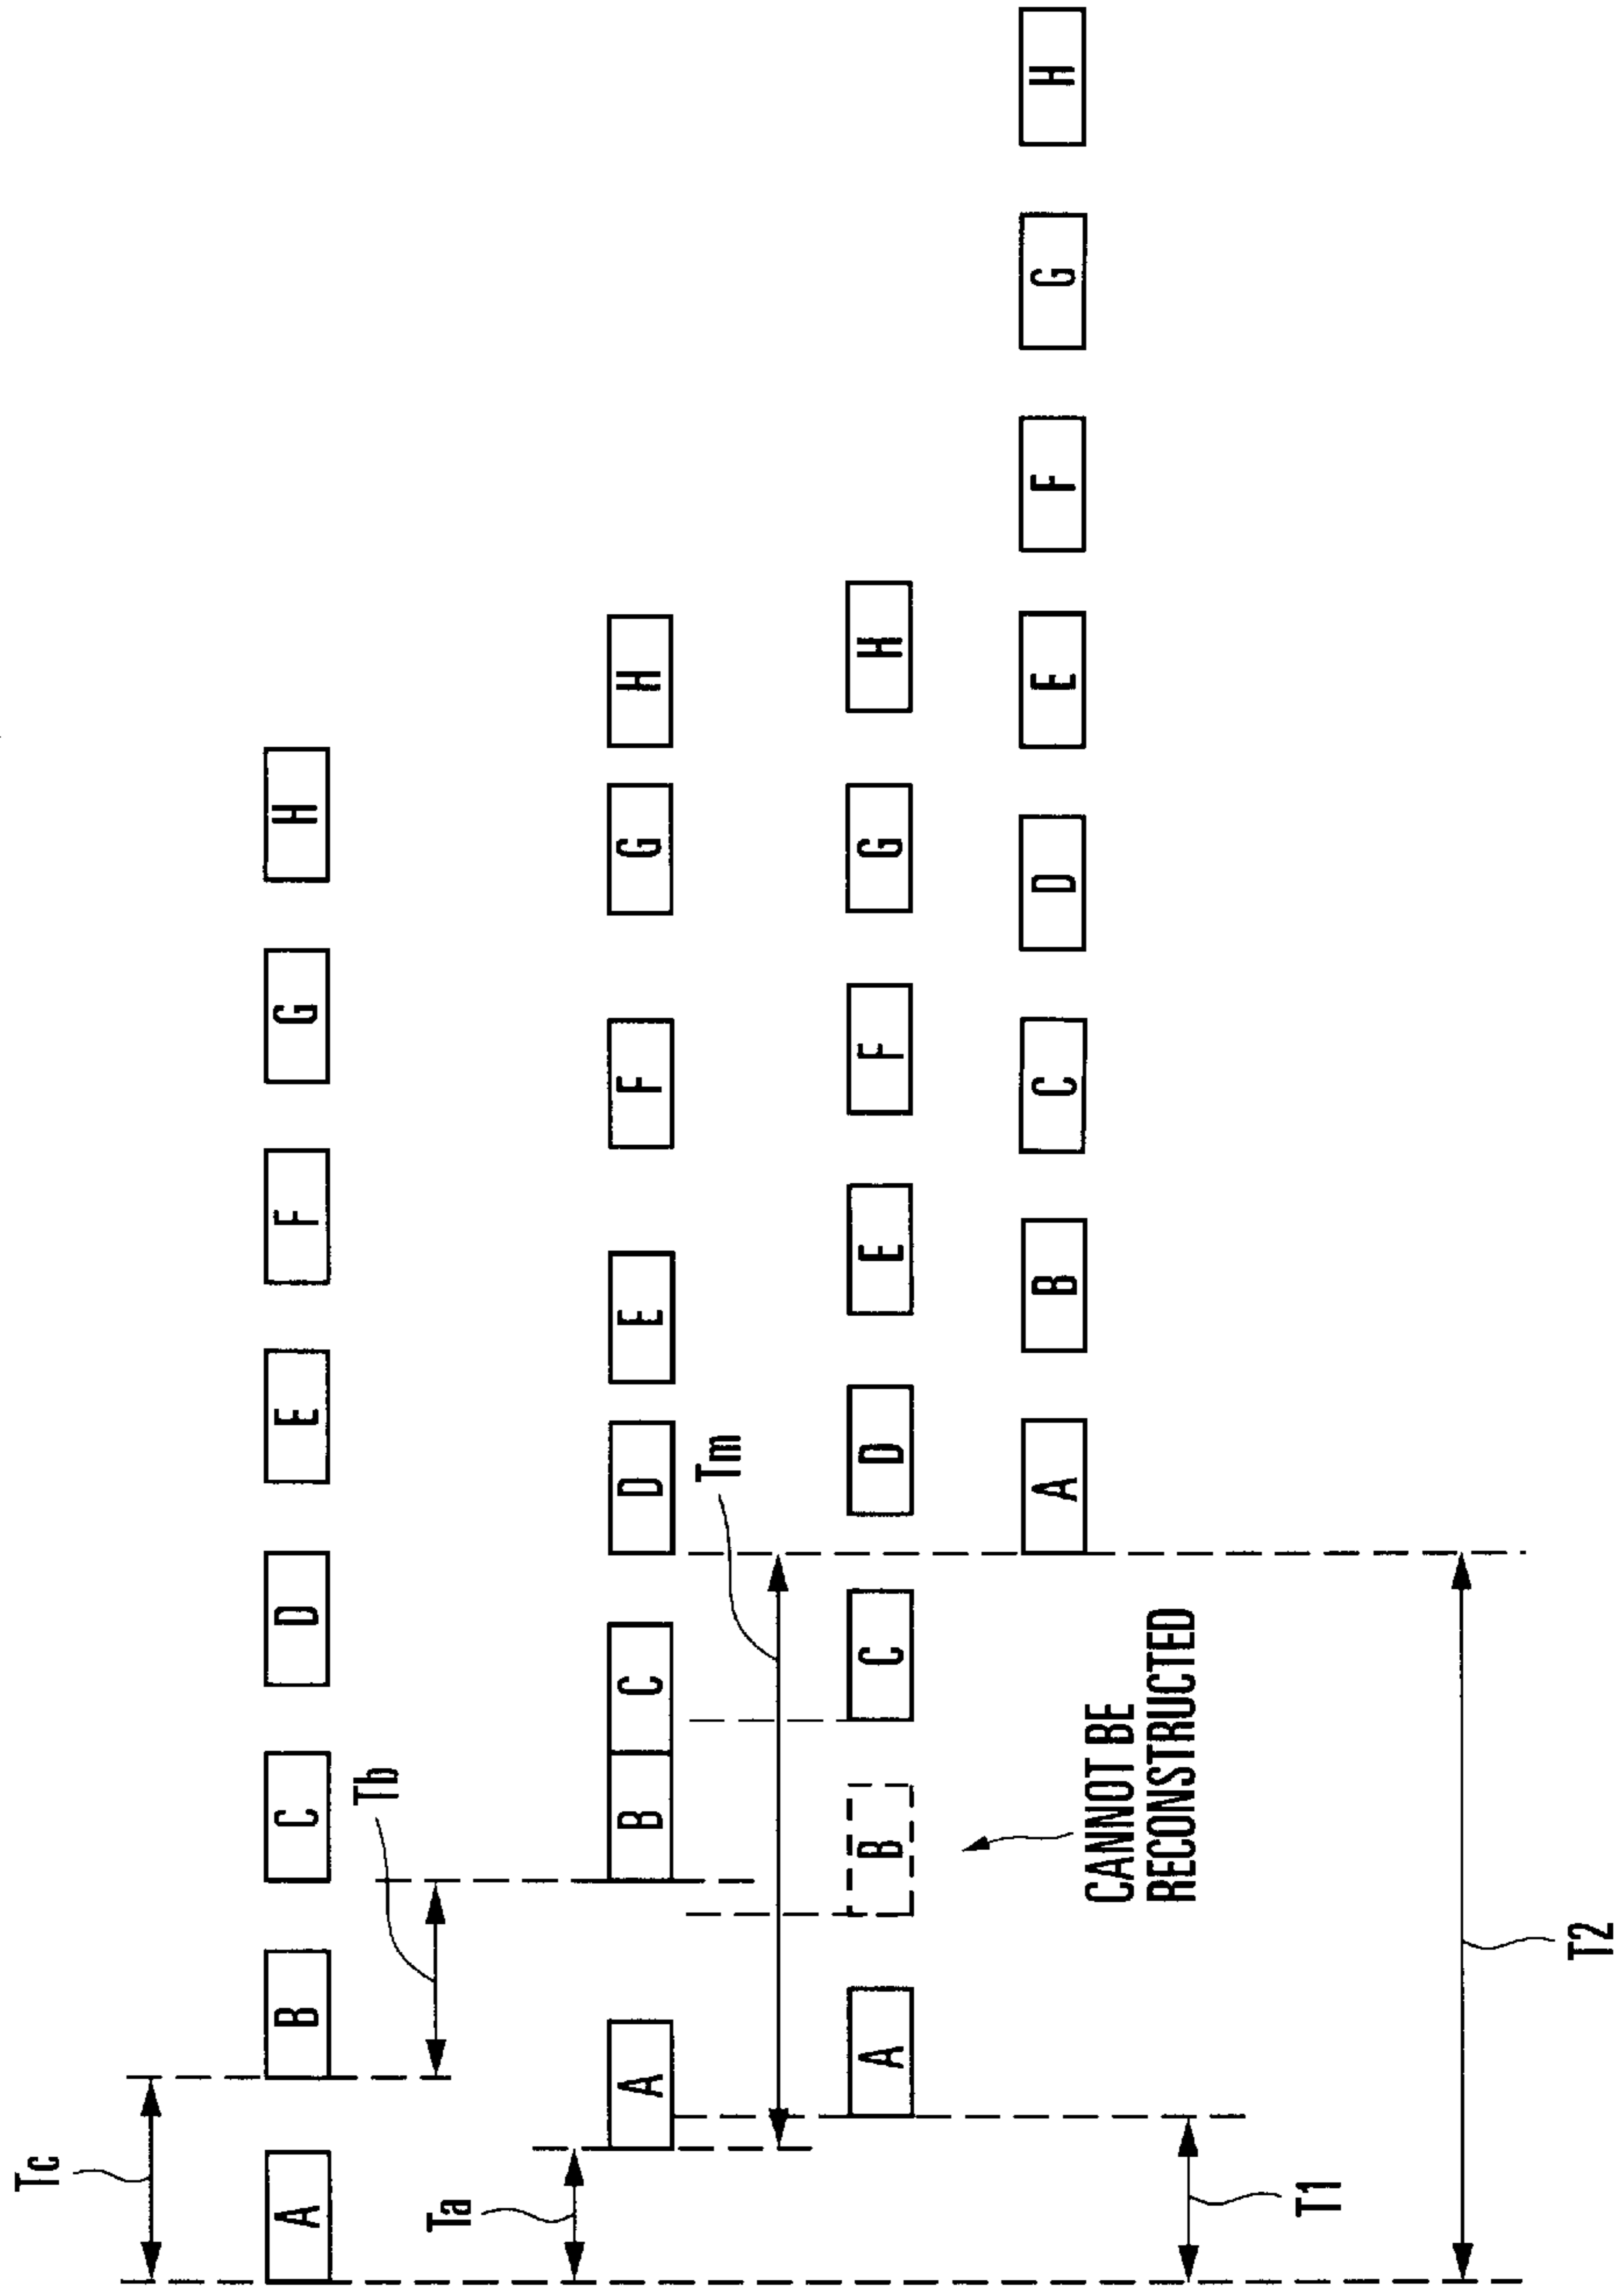 Tc
A B C D E F G H
Tb
Ta
A B C D E F G H
Tm
A B C D E F G H
CANNOT BE
RECONSTRUCTED
A B C D E F G H
T1
T2